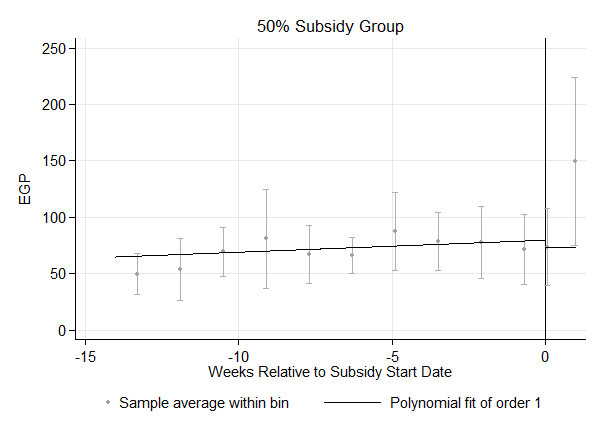 50% Subsidy Group
250
200
150
100
50
0
EGP
-15 -10 -5 0
Weeks Relative to Subsidy Start Date
Sample average within bin Polynomial fit of order 1